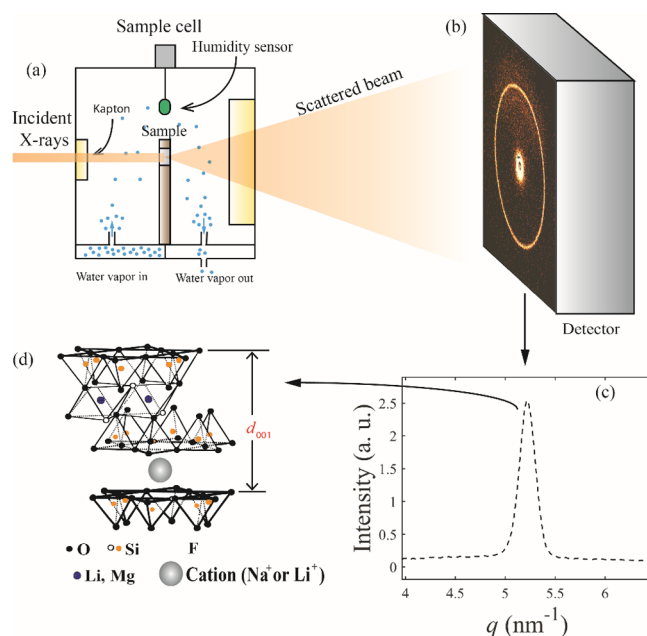 Sample cell
(a)
Humidity sensor
(b)
Incident
X-rays
Kapton
Sample
Scattered beam
Water vapor in
Water vapor out
Detector
(d)
d001
(c)
Intensity (a. u.)
2.5
2
1.5
1
0.5
0
4
4.5
5
5.5
6
q (nm-1)
O
Si
F
Li, Mg
Cation (Na+or Li+)